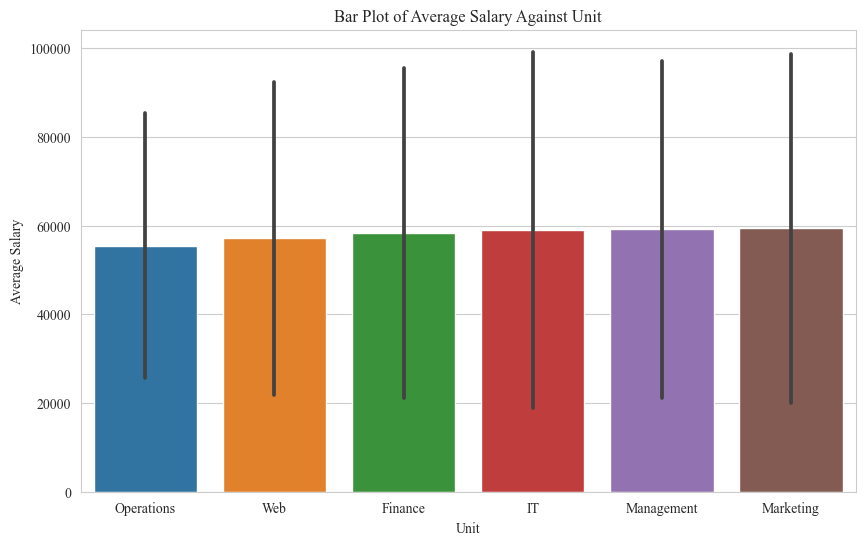 Bar Plot of Average Salary Against Unit
100000
80000
60000
40000
20000
0
Average Salary
Operations Web Finance IT Management Marketing
Unit